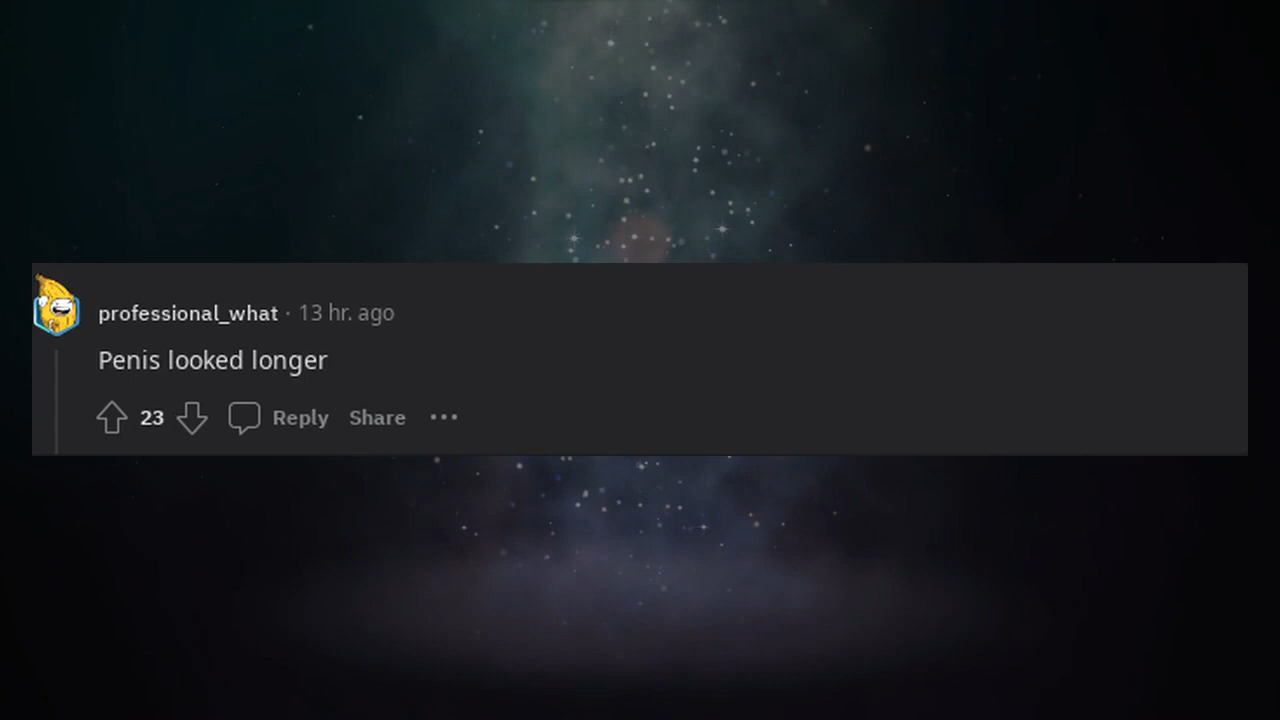 professional_what · 13 hr. ago
Penis looked longer
23 Reply Share ···